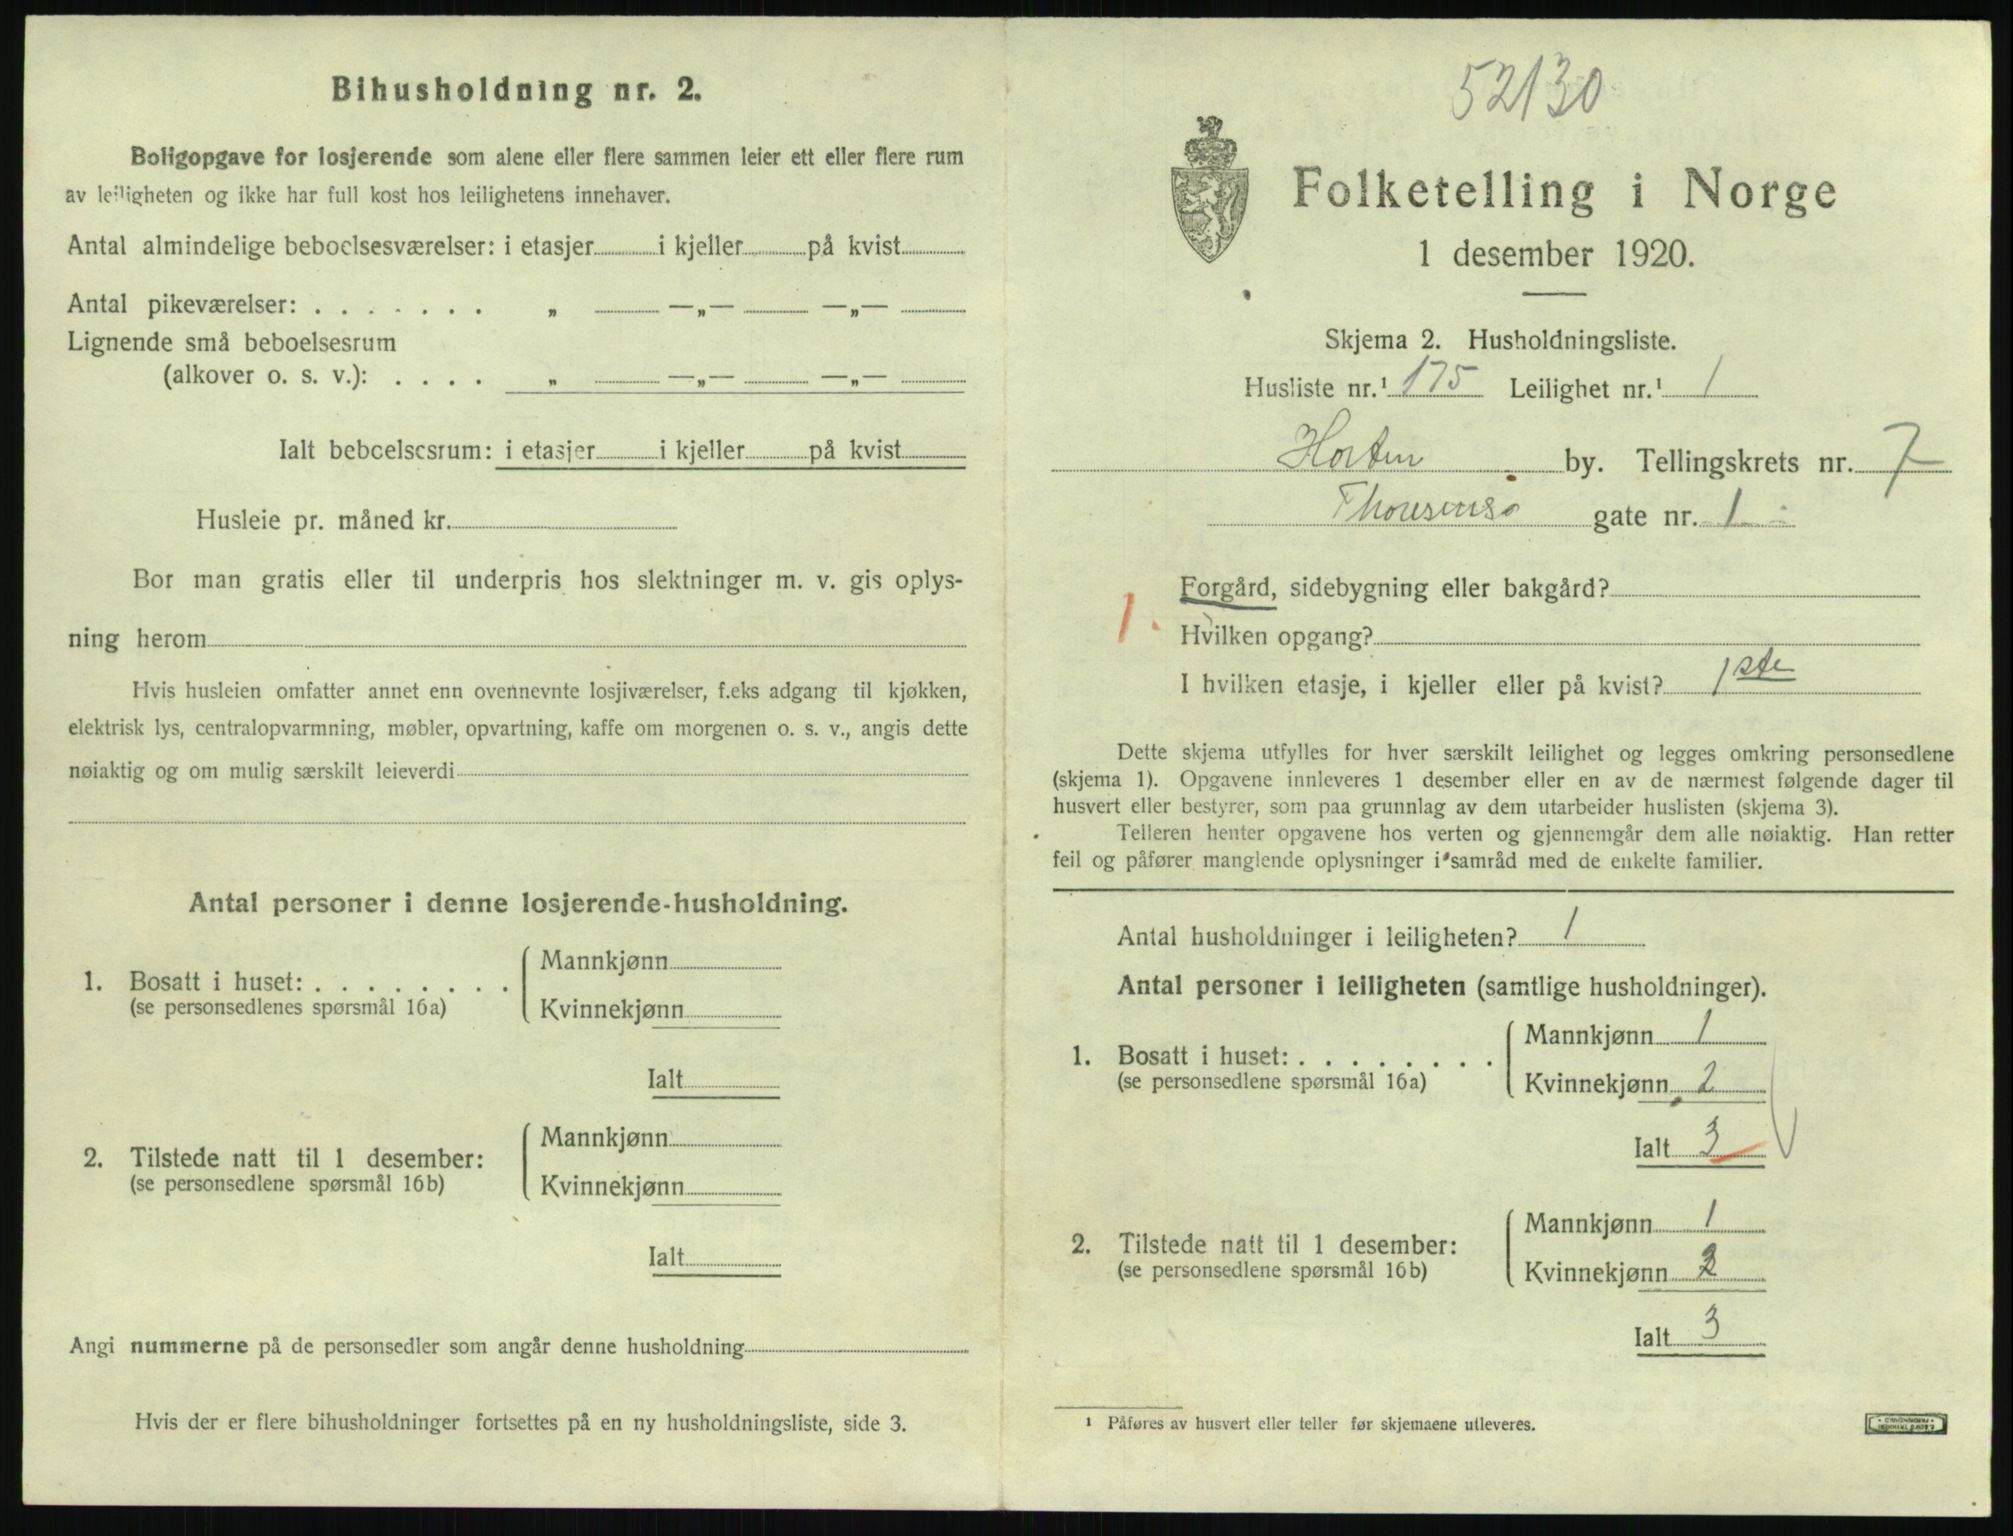 Bihusholdning nr. 2.
Boligopgave for losjerende som alene eller flere sammen leier ett eller flere rum
av leiligheten og ikke har full kost hos leilighetens innehaver.
Antal almindelige beboelsesværelser: i etasjer i kjeller på kvist
Antal pikeværelser: . . . . . . . „ —„— —„—
Lignende små beboelsesrum
(alkover o. s. v.): . . . . „ —„— —„—
Ialt beboelsesrum: i etasjer i kjeller på kvist
Husleie pr. måned kr.
Bor man gratis eller til underpris hos slektninger m. v. gis oplys-
ning herom
Hvis husleien omfatter annet enn ovennevnte losjiværelser, f.eks adgang til kjøkken,
elektrisk lys, centralopvarmning, møbler, opvartning, kaffe om morgenen o. s. v., angis dette
nøiaktig og om mulig særskilt leieverdi
Antal personer i denne losjerende-husholdning.
1. Bosatt i huset: . . . . . . . .
(se personsedlenes spørsmål 16a)
Mannkjønn
Kvinnekjønn
Ialt
2. Tilstede natt til 1 desember:
(se personsedlene spørsmål 16b)
Mannkjønn
Kvinnekjønn
Ialt
Angi nummerne på de personsedler som angår denne husholdning
Hvis der er flere bihusholdninger fortsettes på en ny husholdningsliste, side 3.
52130
Folketelling i Norge
1 desember 1920.
Skjema 2. Husholdningsliste.
Husliste nr.¹ 175 Leilighet nr.¹ 1
Horten by. Tellingskrets nr. 7
gate nr. 1
Forgård, sidebygning eller bakgård?
1.
Hvilken opgang?
I hvilken etasje, i kjeller eller på kvist? 1ste
Dette skjema utfylles for hver særskilt leilighet og legges omkring personsedlene
(skjema 1). Opgavene innleveres 1 desember eller en av de nærmest følgende dager til
husvert eller bestyrer, som paa grunnlag av dem utarbeider huslisten (skjema 3).
Telleren henter opgavene hos verten og gjennemgår dem alle nøiaktig. Han retter
feil og påfører manglende oplysninger i samråd med de enkelte familier.
Antal husholdninger i leiligheten? 1
Antal personer i leiligheten (samtlige husholdninger).
1. Bosatt i huset: . . . . . . . .
(se personsedlene spørsmål 16a)
Mannkjønn 1
Kvinnekjønn 2
Ialt 3
2. Tilstede natt til 1 desember:
(se personsedlene spørsmål 16b)
Mannkjønn 1
Kvinnekjønn 2
Ialt 3
¹ Påføres av husvert eller teller før skjemaene utleveres.